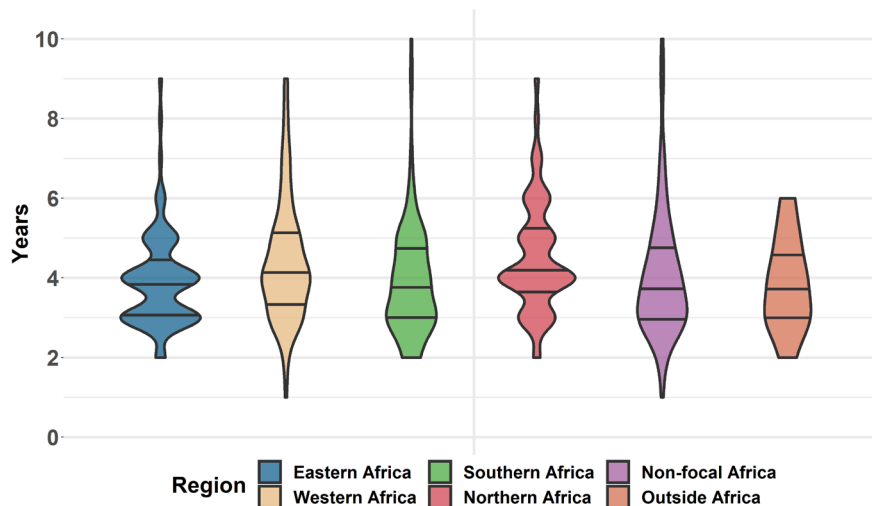 10
8
6
4
2
0
Years
Region
Eastern Africa
Southern Africa
Non-focal Africa
Western Africa
Northern Africa
Outside Africa